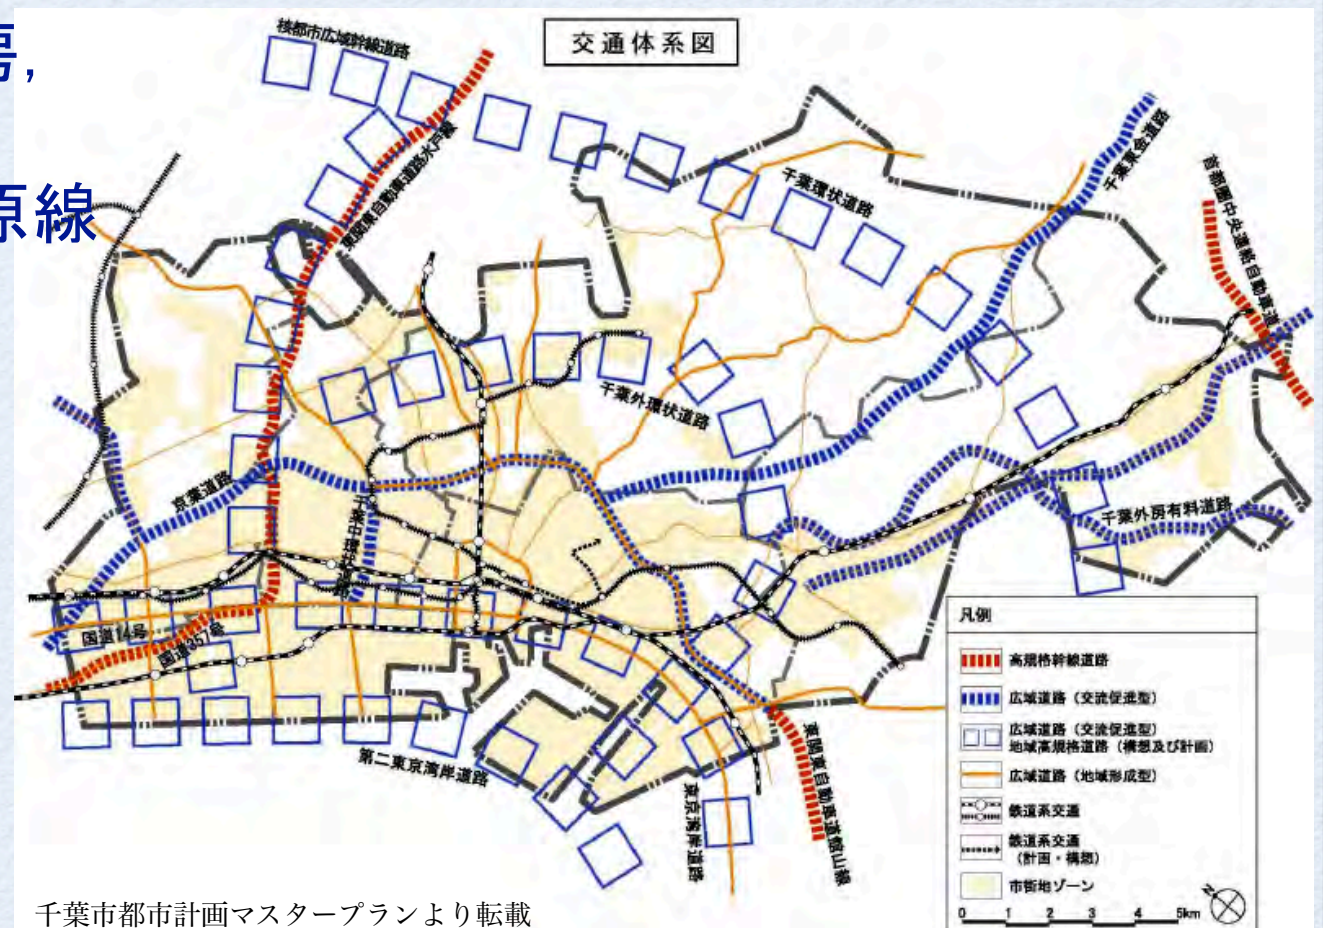 号,
原線
交通体系図
核都市広域幹線道路
東関東自動車道路水戸線
千葉環状道路
千葉東金道路
首都圏中央連絡自動車道
千葉外環状道路
京葉道路
千葉外房有料道路
国道14号
国道357号
第二東京湾岸道路
東京湾岸道路
東関東自動車道館山線
凡例
高規格幹線道路
広域道路（交流促進型）
広域道路（交流促進型）
地域高規格道路（構想及び計画）
広域道路（地域形成型）
鉄道系交通
鉄道系交通
（計画・構想）
市街地ゾーン
N
0 1 2 3 4 5km
千葉市都市計画マスタープランより転載